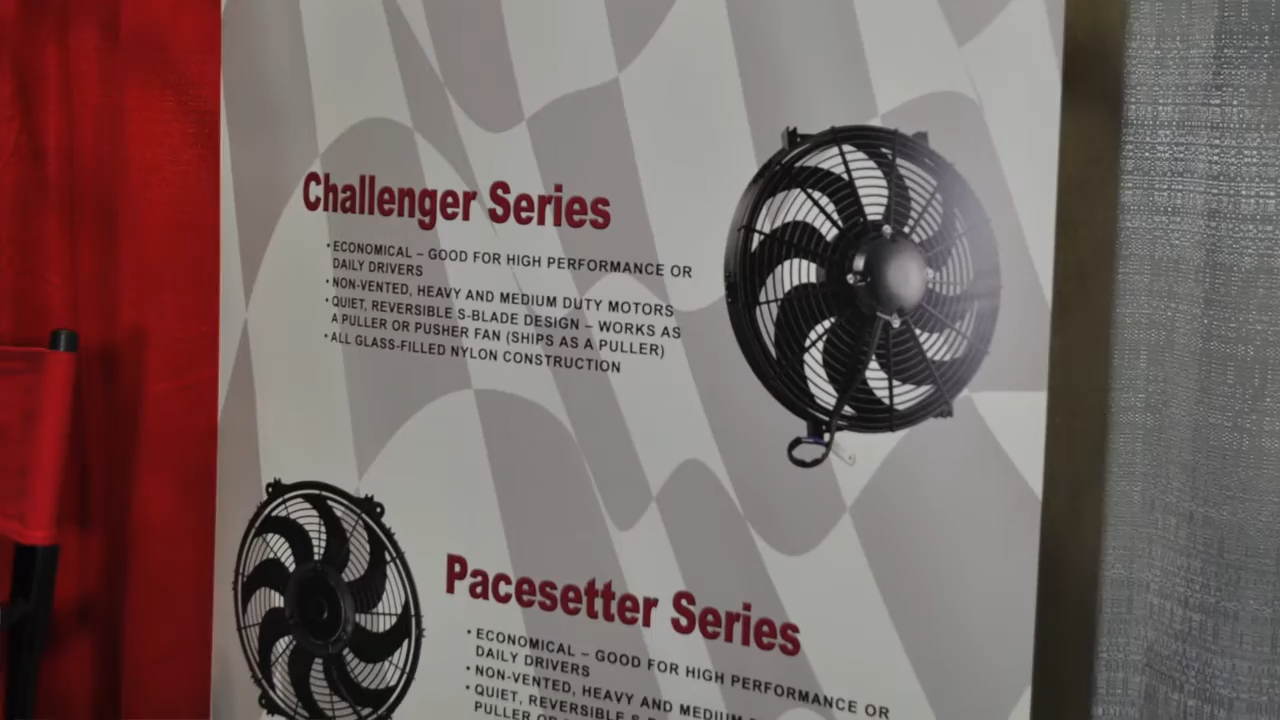 Challenger Series
• ECONOMICAL – GOOD FOR HIGH PERFORMANCE OR
DAILY DRIVERS
• NON-VENTED, HEAVY AND MEDIUM DUTY MOTORS
• QUIET, REVERSIBLE S-BLADE DESIGN – WORKS AS
A PULLER OR PUSHER FAN (SHIPS AS A PULLER)
• ALL GLASS-FILLED NYLON CONSTRUCTION
Pacesetter Series
• ECONOMICAL – GOOD FOR HIGH PERFORMANCE OR
DAILY DRIVERS
• NON-VENTED, HEAVY AND MEDIUM
• QUIET, REVERSIBLE
PULLER